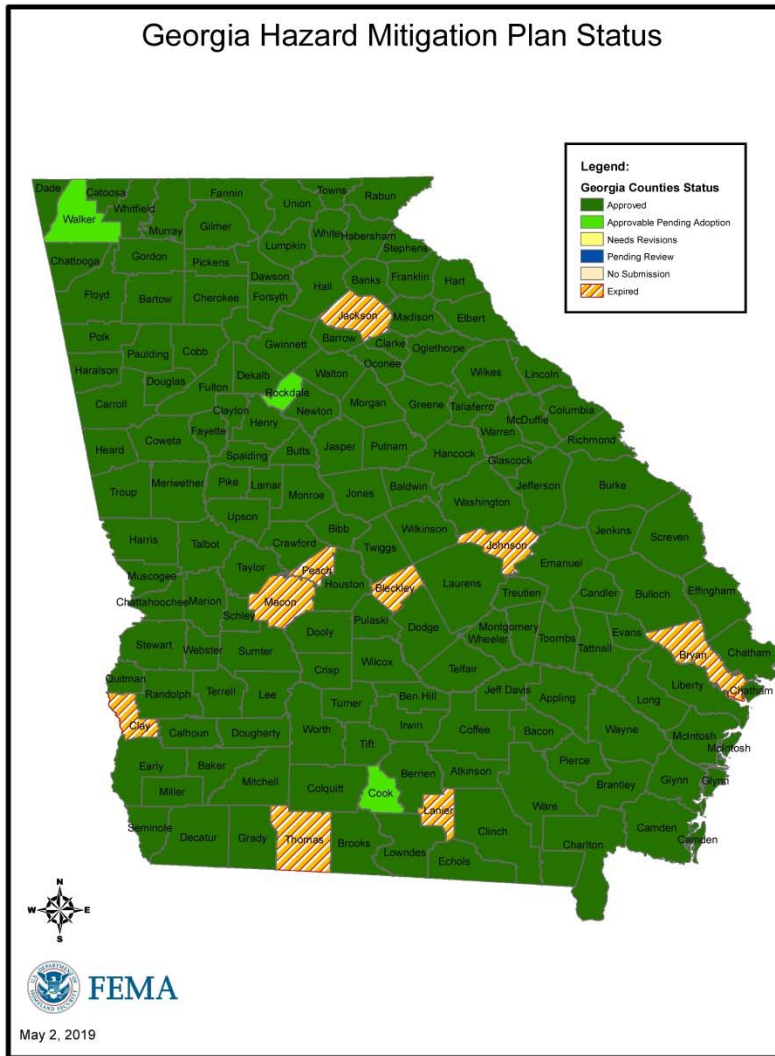 Georgia Hazard Mitigation Plan Status
Legend:
Georgia Counties Status
Approved
Approvable Pending Adoption
Needs Revisions
Pending Review
No Submission
Expired
Dade
Catoosa
Fannin
Towns
Rabun
Union
Walker
Whitfield
Murray
Gilmer
White
Habersham
Lumpkin
Stephens
Chattooga
Gordon
Pickens
Dawson
Banks
Franklin
Hart
Hall
Floyd
Bartow
Cherokee
Forsyth
Jackson
Madison
Elbert
Polk
Barrow
Clarke
Oglethorpe
Paulding
Cobb
Gwinnett
Oconee
Haralson
Douglas
Fulton
Dekalb
Walton
Wilkes
Lincoln
Rockdale
Carroll
Clayton
Newton
Morgan
Greene
Taliaferro
Columbia
McDuffie
Fayette
Henry
Warren
Richmond
Heard
Coweta
Spalding
Butts
Jasper
Putnam
Hancock
Glascock
Troup
Meriwether
Pike
Lamar
Monroe
Jones
Baldwin
Jefferson
Burke
Washington
Upson
Bibb
Wilkinson
Jenkins
Screven
Harris
Talbot
Crawford
Twiggs
Johnson
Taylor
Peach
Houston
Emanuel
Muscogee
Bleckley
Laurens
Chattahoochee
Marion
Macon
Treutlen
Candler
Bulloch
Effingham
Schley
Pulaski
Dooly
Dodge
Montgomery
Wheeler
Toombs
Evans
Tattnall
Bryan
Chatham
Stewart
Webster
Sumter
Wilcox
Crisp
Telfair
Quitman
Randolph
Terrell
Lee
Ben Hill
Jeff Davis
Appling
Liberty
Chatham
Long
Turner
Clay
Calhoun
Dougherty
Worth
Irwin
Coffee
Bacon
Wayne
McIntosh
McIntosh
Tift
Early
Baker
Pierce
Mitchell
Berrien
Atkinson
Miller
Colquitt
Cook
Brantley
Glynn
Glynn
Lanier
Ware
Seminole
Decatur
Grady
Thomas
Brooks
Clinch
Camden
Camden
Lowndes
Charlton
Echols
N
W
E
S
U.S. DEPARTMENT OF
HOMELAND SECURITY
FEMA
May 2, 2019